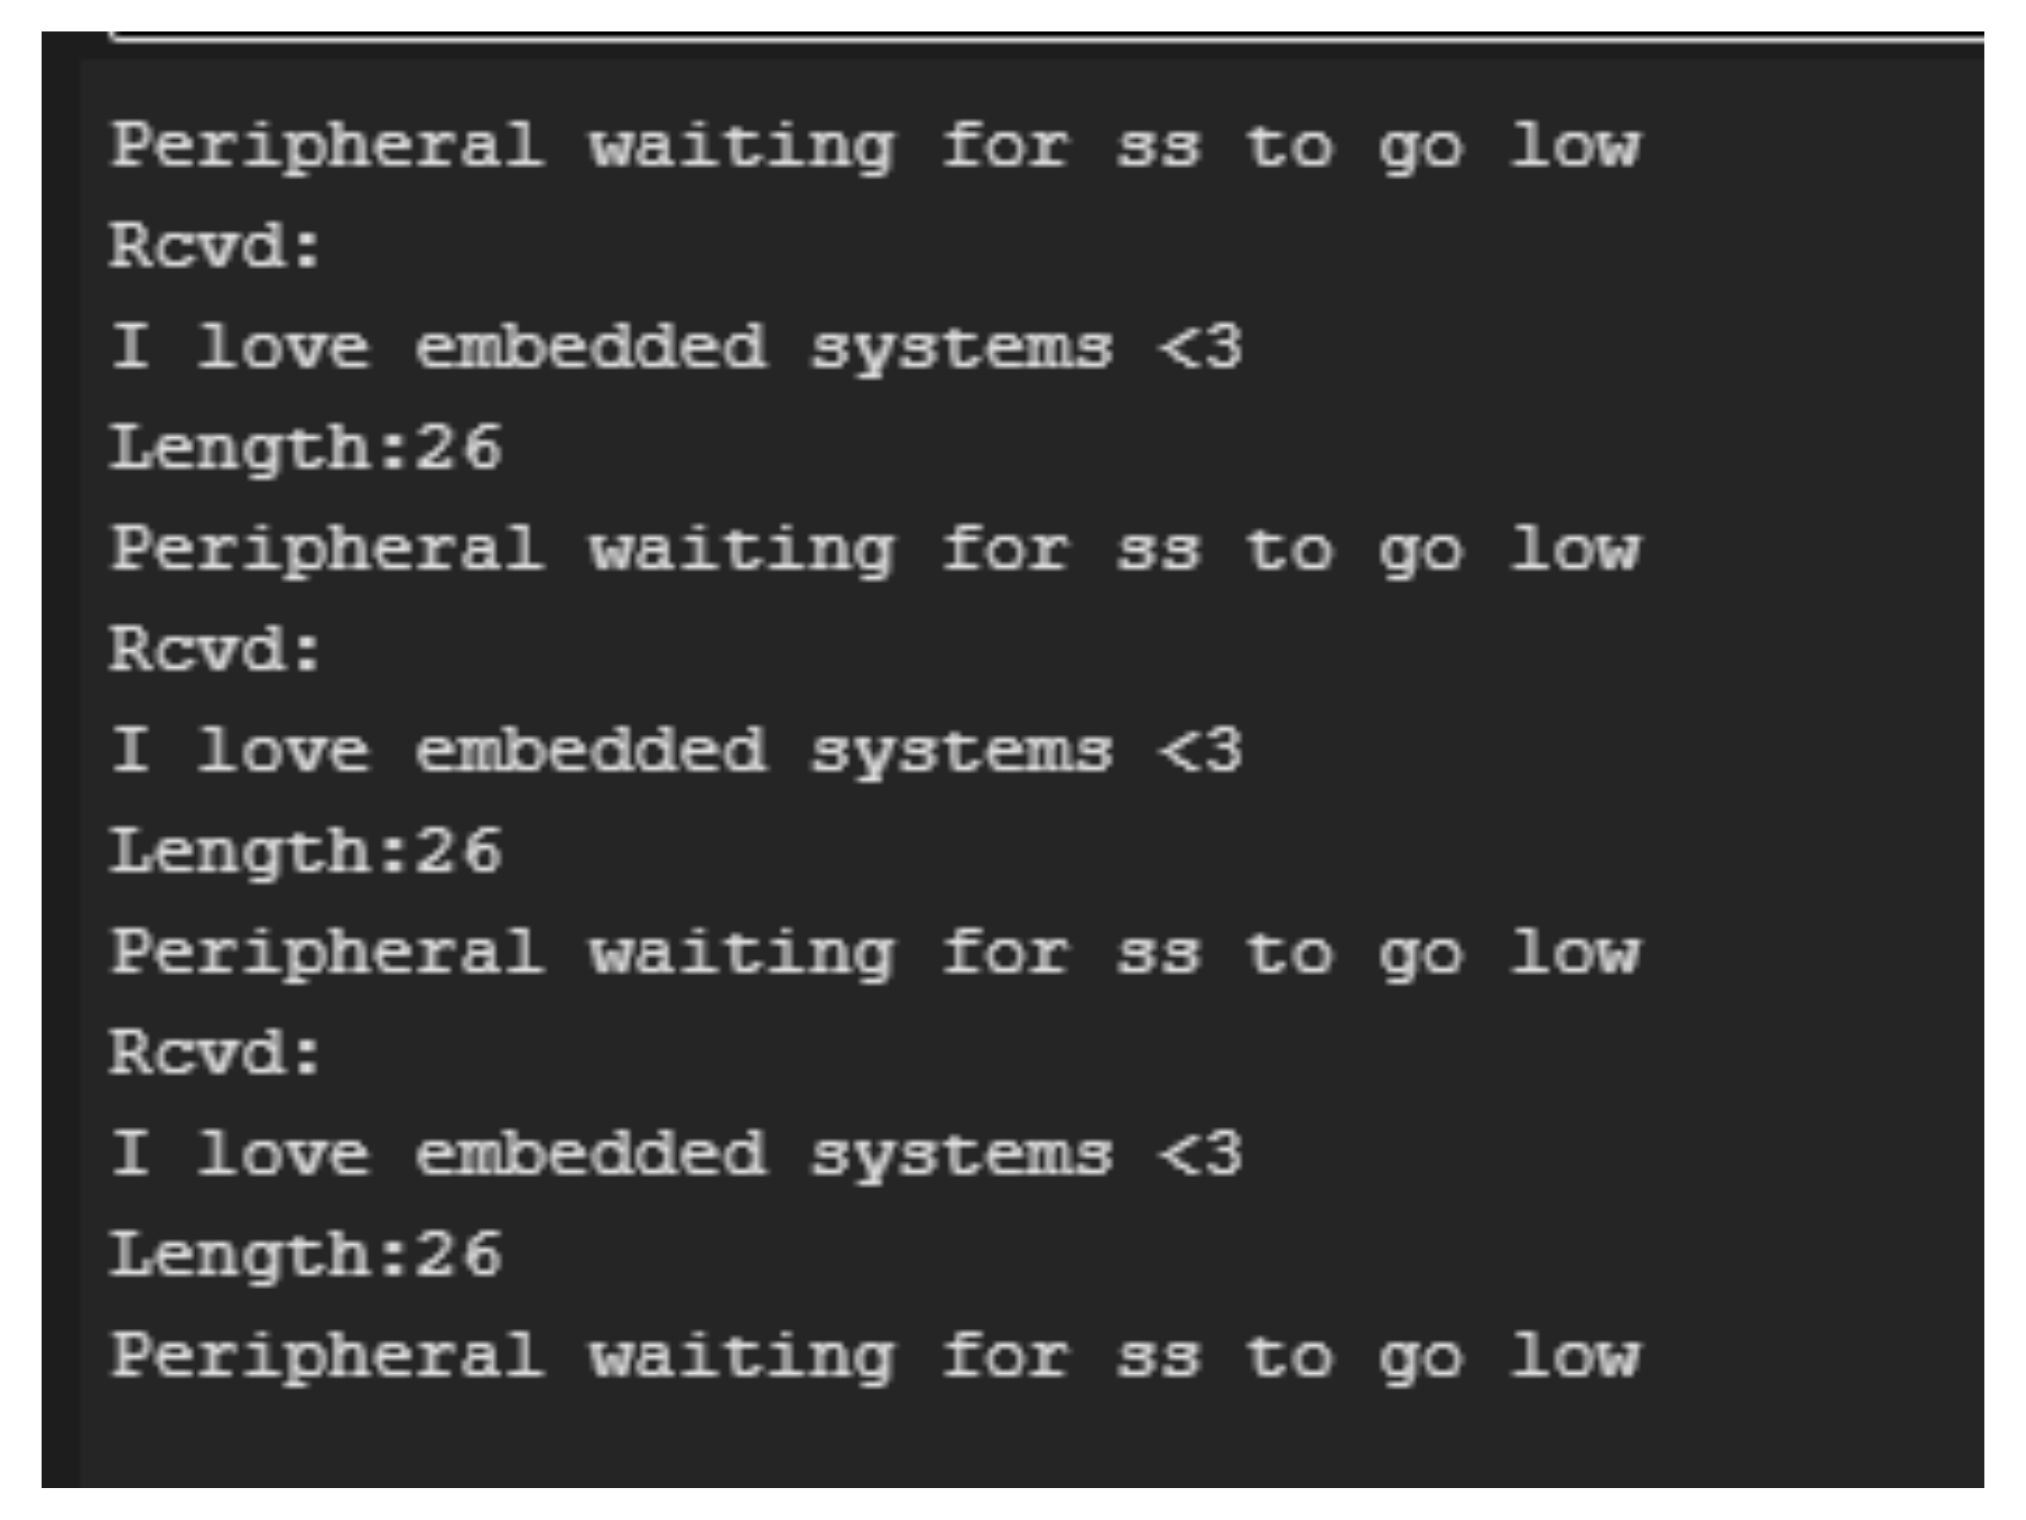 Peripheral waiting for ss to go low
Rcvd:
I love embedded systems <3
Length:26
Peripheral waiting for ss to go low
Rcvd:
I love embedded systems <3
Length:26
Peripheral waiting for ss to go low
Rcvd:
I love embedded systems <3
Length:26
Peripheral waiting for ss to go low